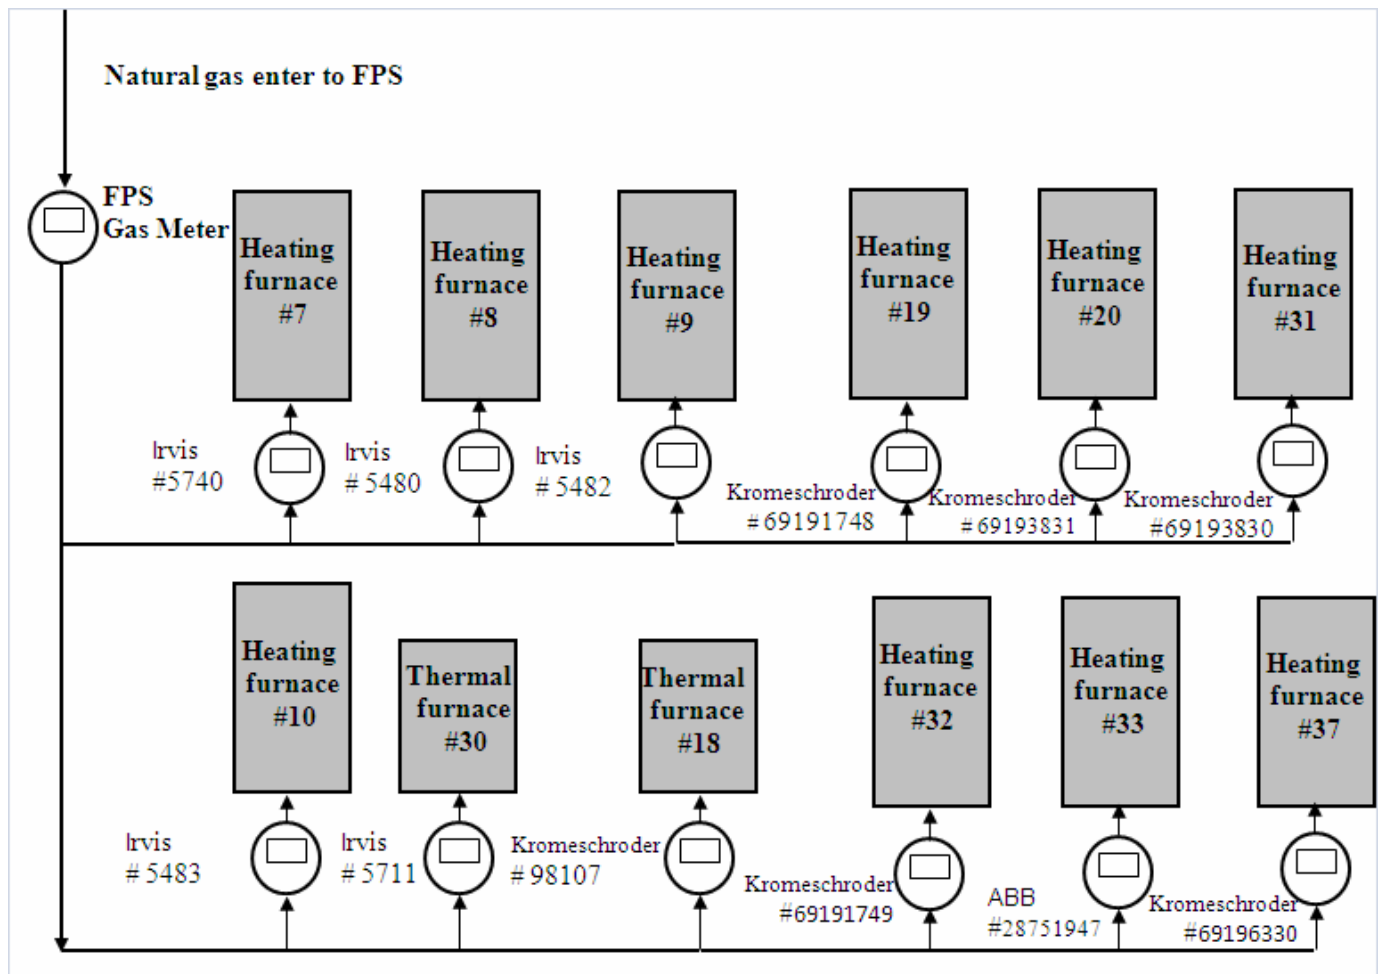 Natural gas enter to FPS
FPS
Gas Meter
Heating
furnace
#7
Heating
furnace
#8
Heating
furnace
#9
Heating
furnace
#19
Heating
furnace
#20
Heating
furnace
#31
Irvis
#5740
Irvis
# 5480
Irvis
# 5482
Kromeschroder
# 69191748
Kromeschroder
#69193831
Kromeschroder
#69193830
Heating
furnace
#10
Thermal
furnace
#30
Thermal
furnace
#18
Heating
furnace
#32
Heating
furnace
#33
Heating
furnace
#37
Irvis
# 5483
Irvis
# 5711
Kromeschroder
# 98107
Kromeschroder
#69191749
ABB
#28751947
Kromeschroder
#69196330